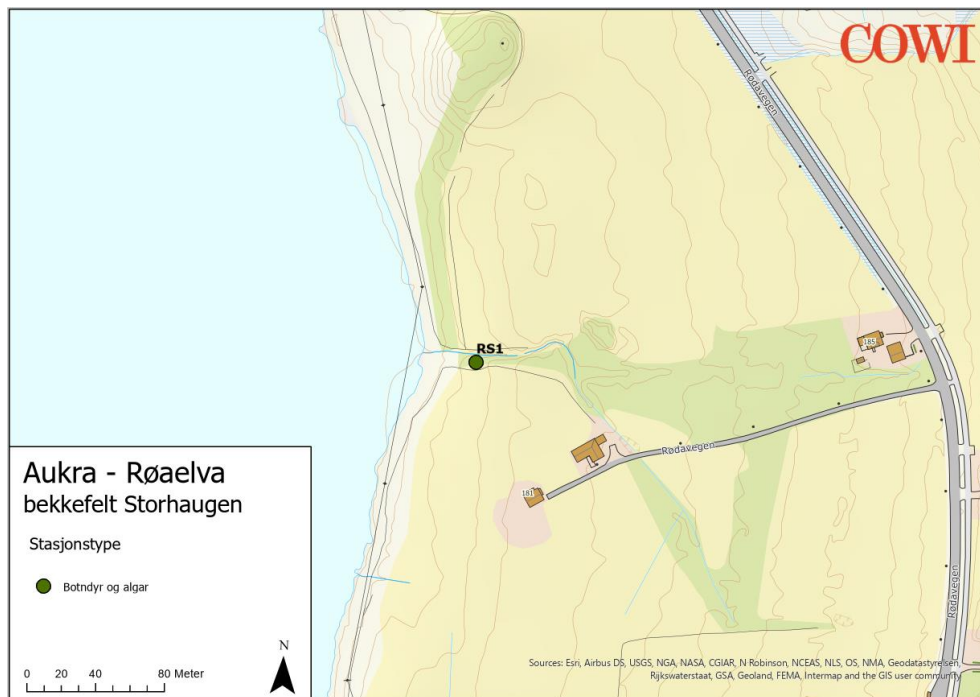 COWI
Rødavegen
RS1
185
Rødavegen
181
Rødavegen
Aukra - Røaelva
bekkefelt Storhaugen
Stasjonstype
Botndyr og algar
N
0 20 40 80 Meter
Sources: Esri, Airbus DS, USGS, NGA, NASA, CGIAR, N Robinson, NCEAS, NLS, OS, NMA, Geodatastyrelsen,
Rijkswaterstaat, GSA, Geoland, FEMA, Intermap and the GIS user community